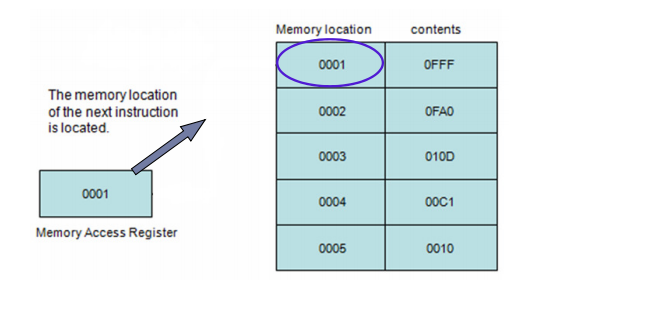 Memory location contents
0001 0FFF
The memory location
of the next instruction
is located.
0002 0FA0
0003 010D
0001
0004 00C1
Memory Access Register
0005 0010